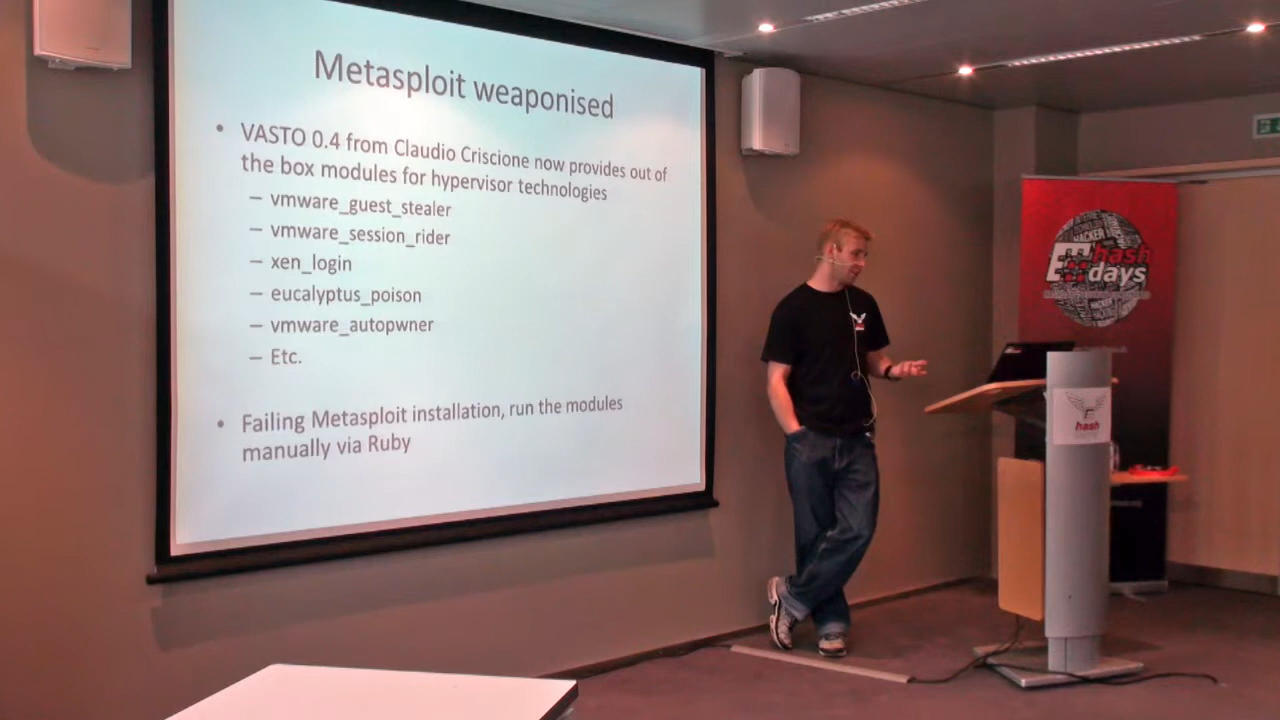 Metasploit weaponised
• VASTO 0.4 from Claudio Criscione now provides out of
the box modules for hypervisor technologies
– vmware_guest_stealer
– vmware_session_rider
– xen_login
– eucalyptus_poison
– vmware_autopwner
– Etc.
• Failing Metasploit installation, run the modules
manually via Ruby
HACKER
hash
days
hash